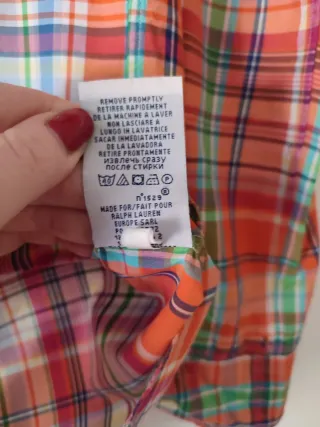 REMOVE PROMPTLY
RETIRER RAPIDEMENT
DE LA MACHINE A LAVER
NON LASCIARE A
LUNGO IN LAVATRICE
SACAR INMEDIATAMENTE
DE LA LAVADORA
RETIRE PRONTAMENTE
извлечь сразу
после стирки
n°1529®
MADE FOR/FAIT POUR
RALPH LAUREN
EUROPE SARL